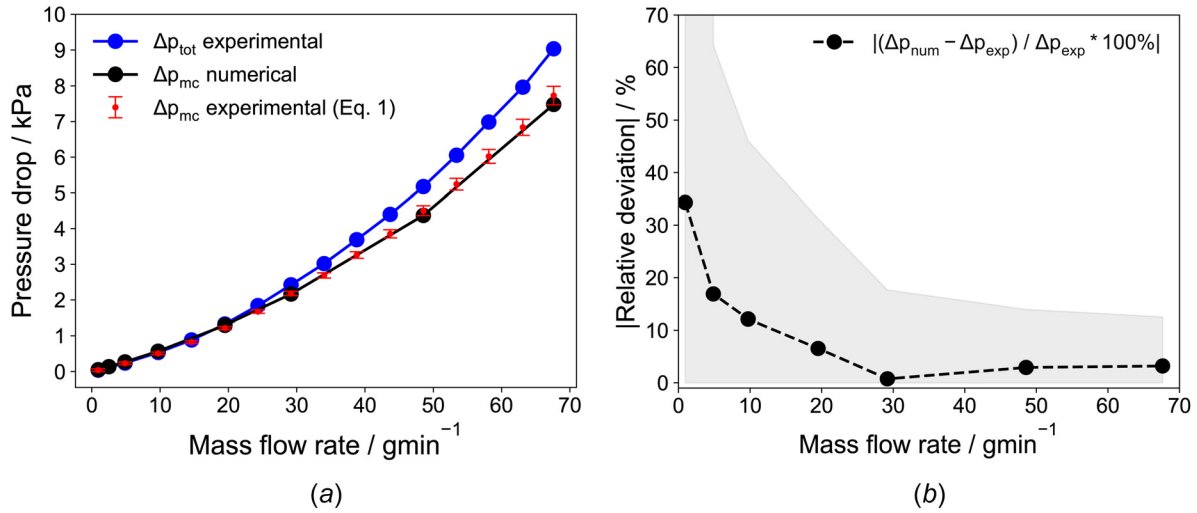 10
9
8
7
6
5
4
3
2
1
0
Pressure drop / kPa
Δp_tot experimental
Δp_mc numerical
Δp_mc experimental (Eq. 1)
0 10 20 30 40 50 60 70
Mass flow rate / gmin⁻¹
(a)
70
60
50
40
30
20
10
0
|Relative deviation| / %
|(Δp_num − Δp_exp) / Δp_exp * 100%|
0 10 20 30 40 50 60 70
Mass flow rate / gmin⁻¹
(b)